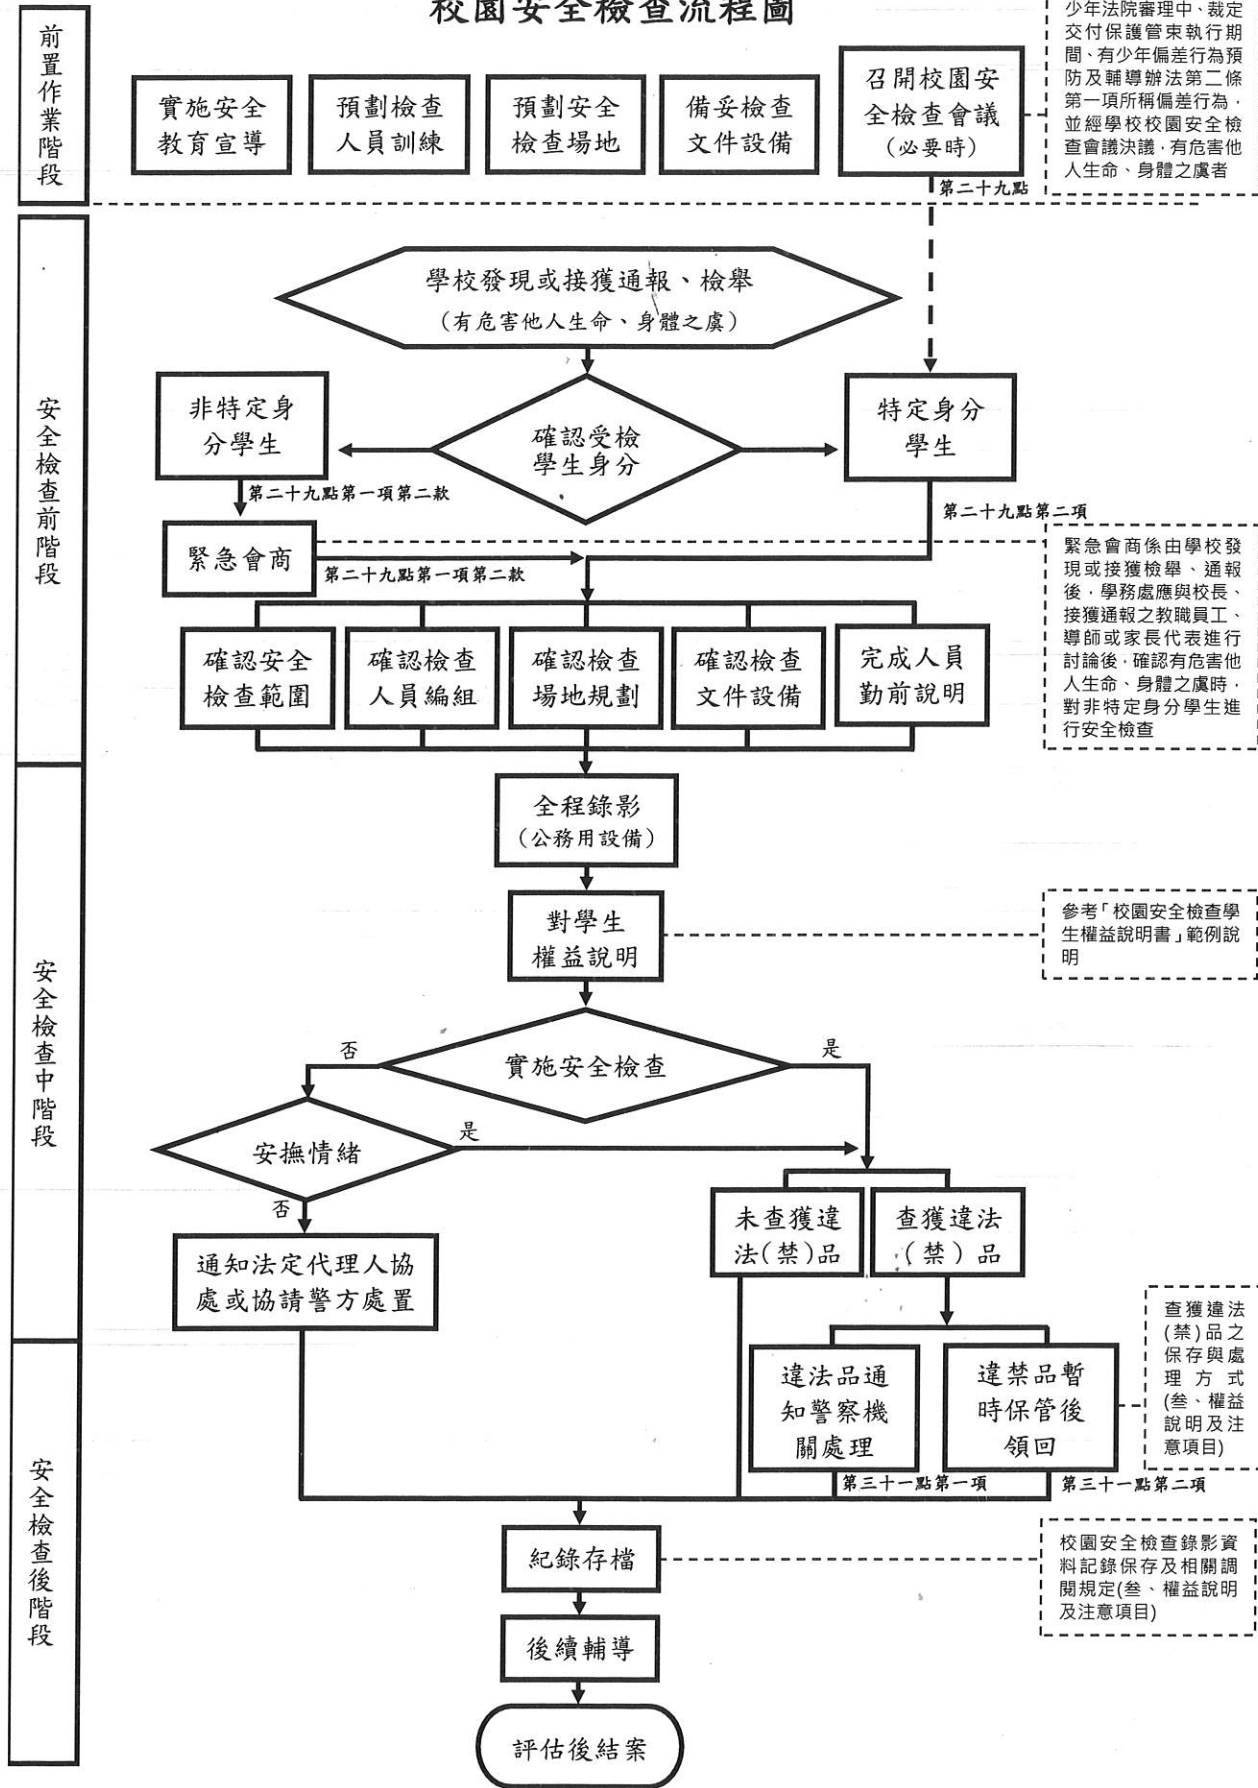 校園安全檢查流程圖
前置作業階段
實施安全
教育宣導
預劃檢查
人員訓練
預劃安全
檢查場地
備妥檢查
文件設備
召開校園安
全檢查會議
(必要時)
少年法院審理中、裁定
交付保護管束執行期
間、有少年偏差行為預
防及輔導辦法第二條
第一項所稱偏差行為，
並經學校校園安全檢
查會議決議，有危害他
人生命、身體之虞者
第二十九點
安全檢查前階段
學校發現或接獲通報、檢舉
(有危害他人生命、身體之虞)
非特定身
分學生
確認受檢
學生身分
特定身分
學生
第二十九點第一項第二款
第二十九點第二項
緊急會商
第二十九點第一項第二款
緊急會商係由學校發
現或接獲檢舉、通報
後，學務處應與校長、
接獲通報之教職員工、
導師或家長代表進行
討論後，確認有危害他
人生命、身體之虞時，
對非特定身分學生進
行安全檢查
確認安全
檢查範圍
確認檢查
人員編組
確認檢查
場地規劃
確認檢查
文件設備
完成人員
勤前說明
安全檢查中階段
全程錄影
(公務用設備)
對學生
權益說明
參考「校園安全檢查學
生權益說明書」範例說
明
實施安全檢查
否
是
安撫情緒
是
否
通知法定代理人協
處或協請警方處置
未查獲違
法(禁)品
查獲違法
(禁)品
安全檢查後階段
違法品通
知警察機
關處理
違禁品暫
時保管後
領回
查獲違法
(禁)品之
保存與處
理方式
(叁、權益
說明及注
意項目)
第三十一點第一項
第三十一點第二項
紀錄存檔
校園安全檢查錄影資
料記錄保存及相關調
閱規定(叁、權益說明
及注意項目)
後續輔導
評估後結案